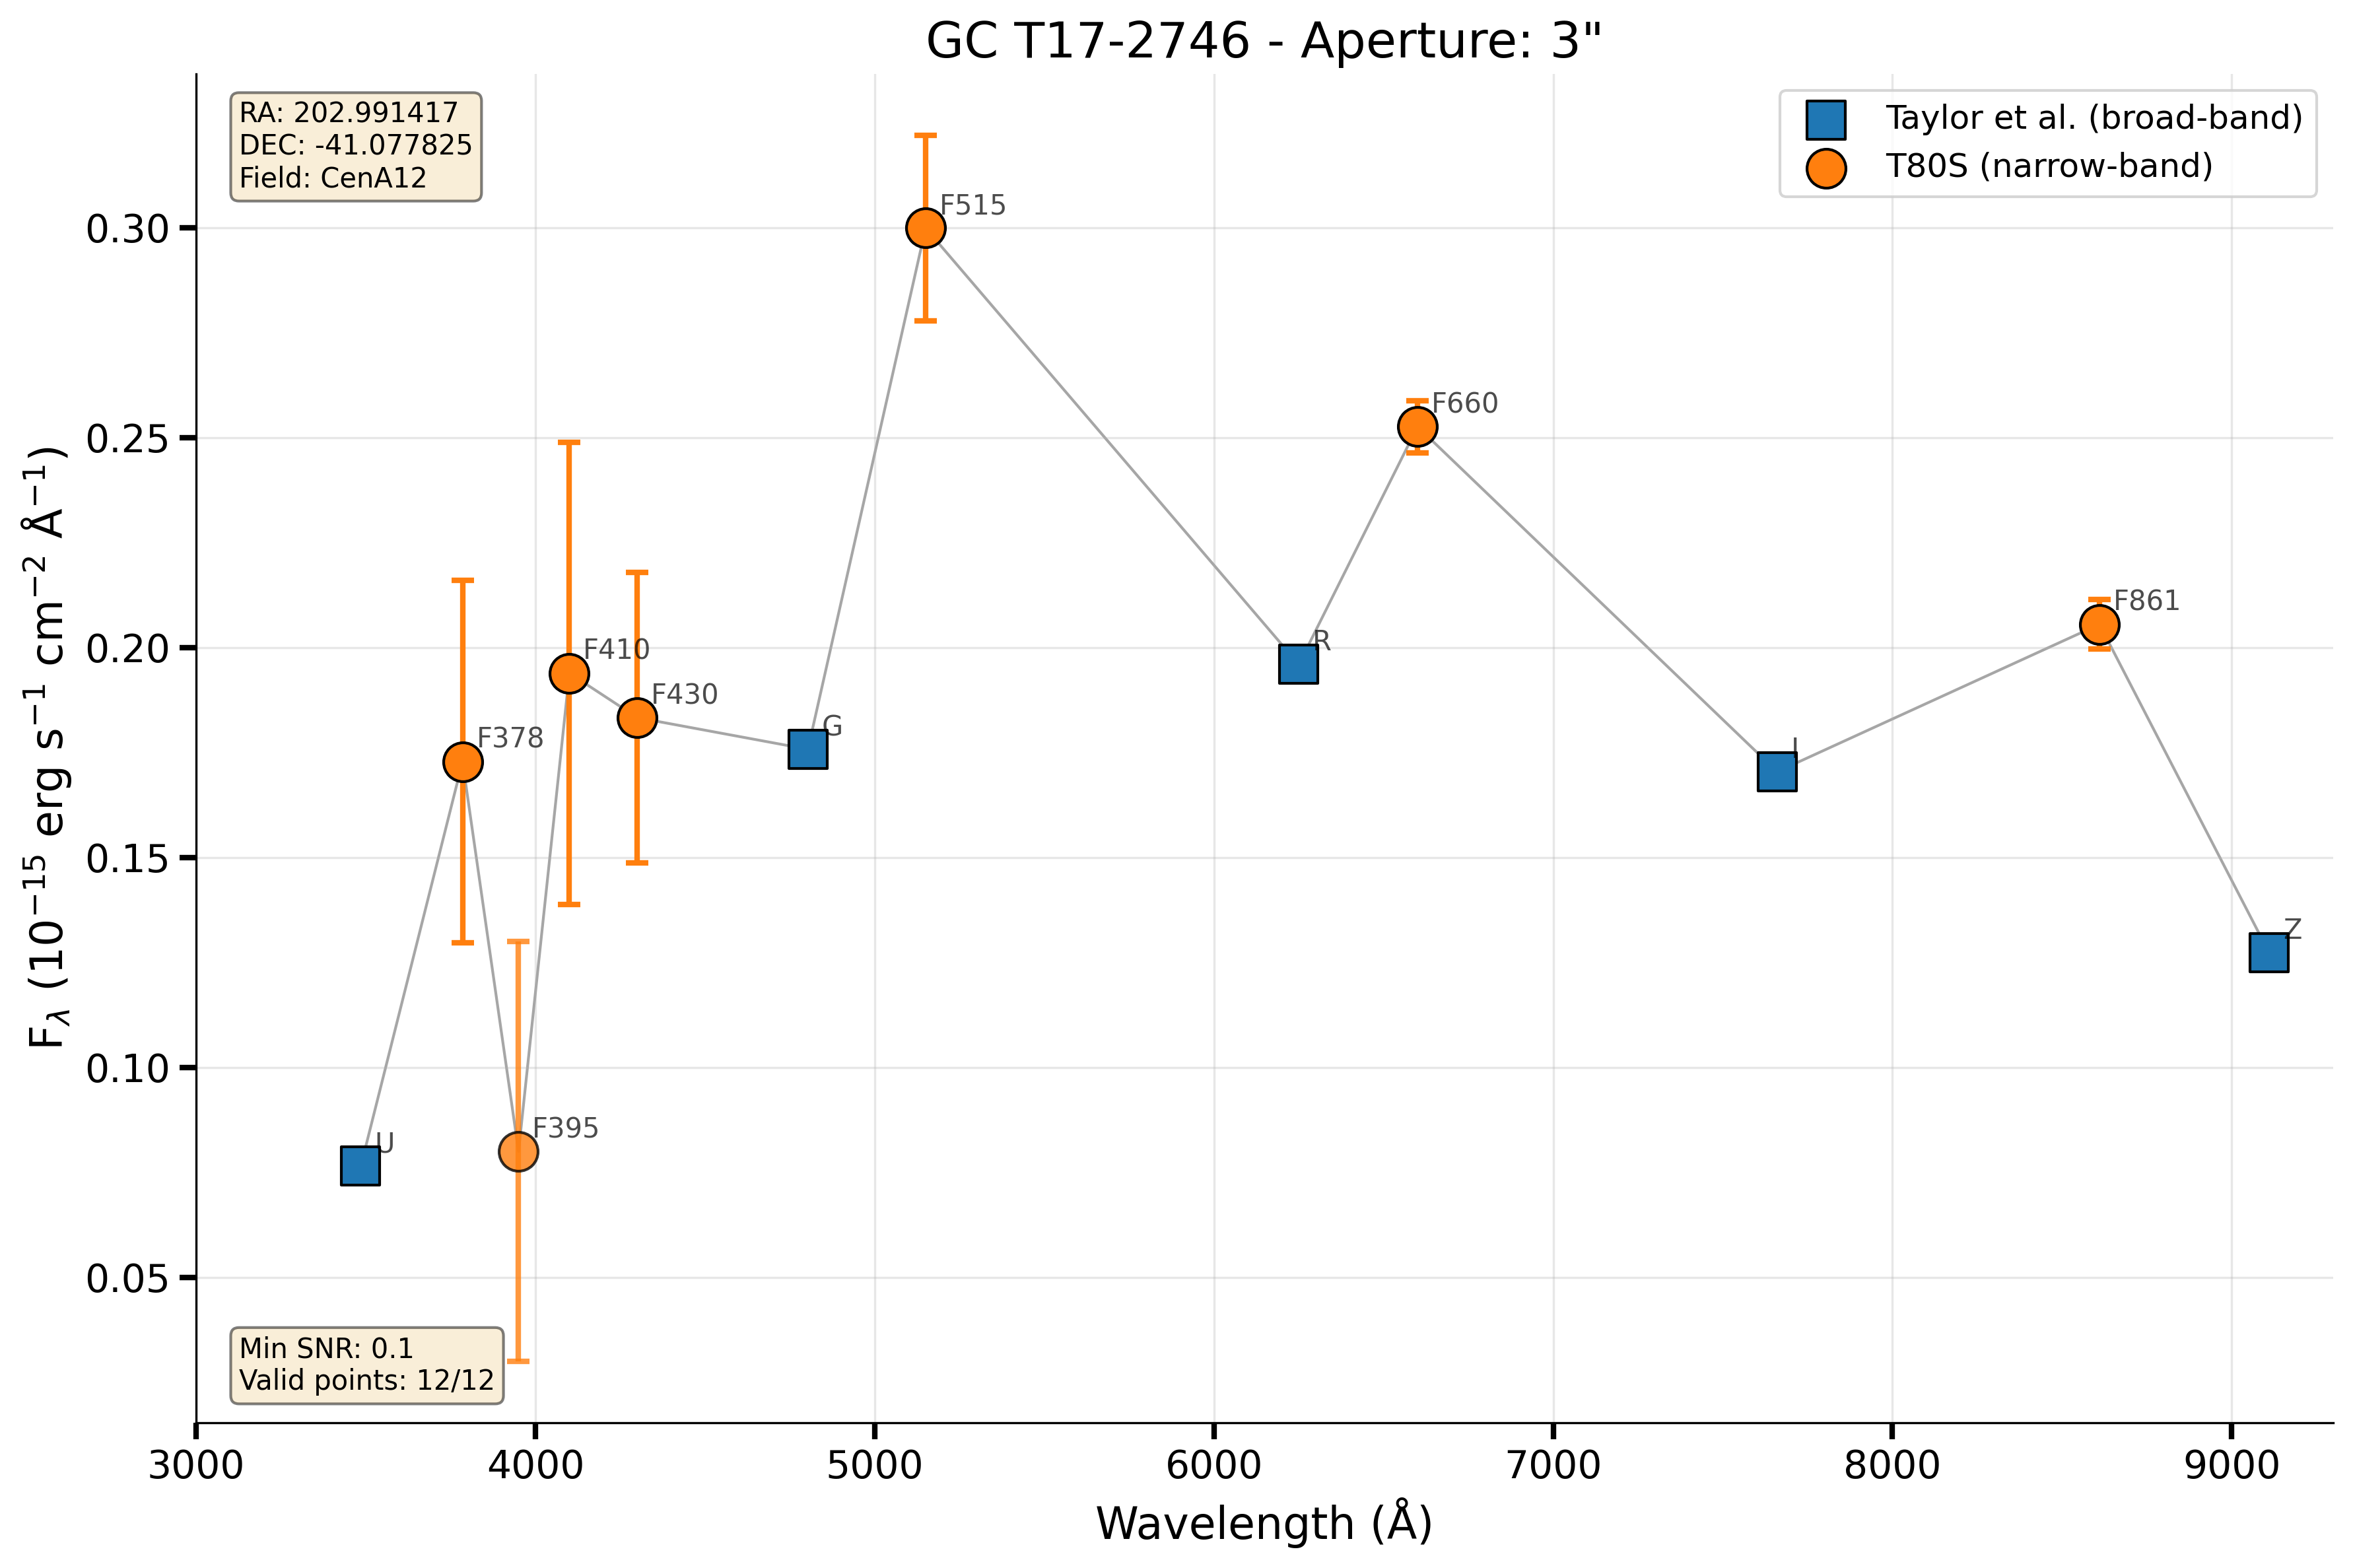 GC T17-2746 - Aperture: 3"
RA: 202.991417
DEC: -41.077825
Field: CenA12
Taylor et al. (broad-band)
T80S (narrow-band)
F515
F660
F861
F410
F430
F378
F395
U
G
R
I
Z
Min SNR: 0.1
Valid points: 12/12
0.30
0.25
0.20
0.15
0.10
0.05
F_λ (10⁻¹⁵ erg s⁻¹ cm⁻² Å⁻¹)
3000 4000 5000 6000 7000 8000 9000
Wavelength (Å)